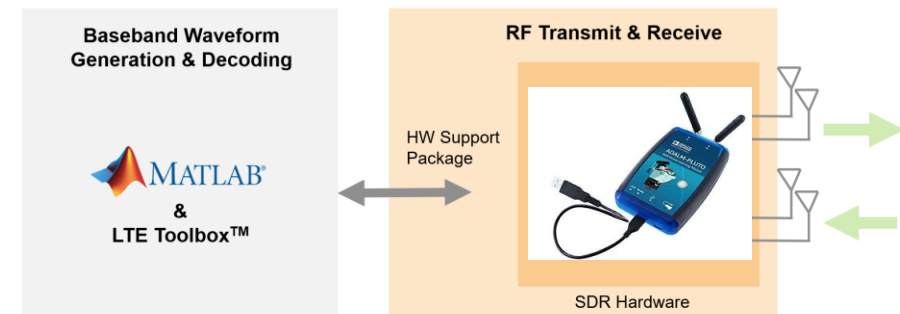 Baseband Waveform
Generation & Decoding
MATLAB®
&
LTE Toolbox™
RF Transmit & Receive
HW Support
Package
ADALM-PLUTO
SDR Hardware